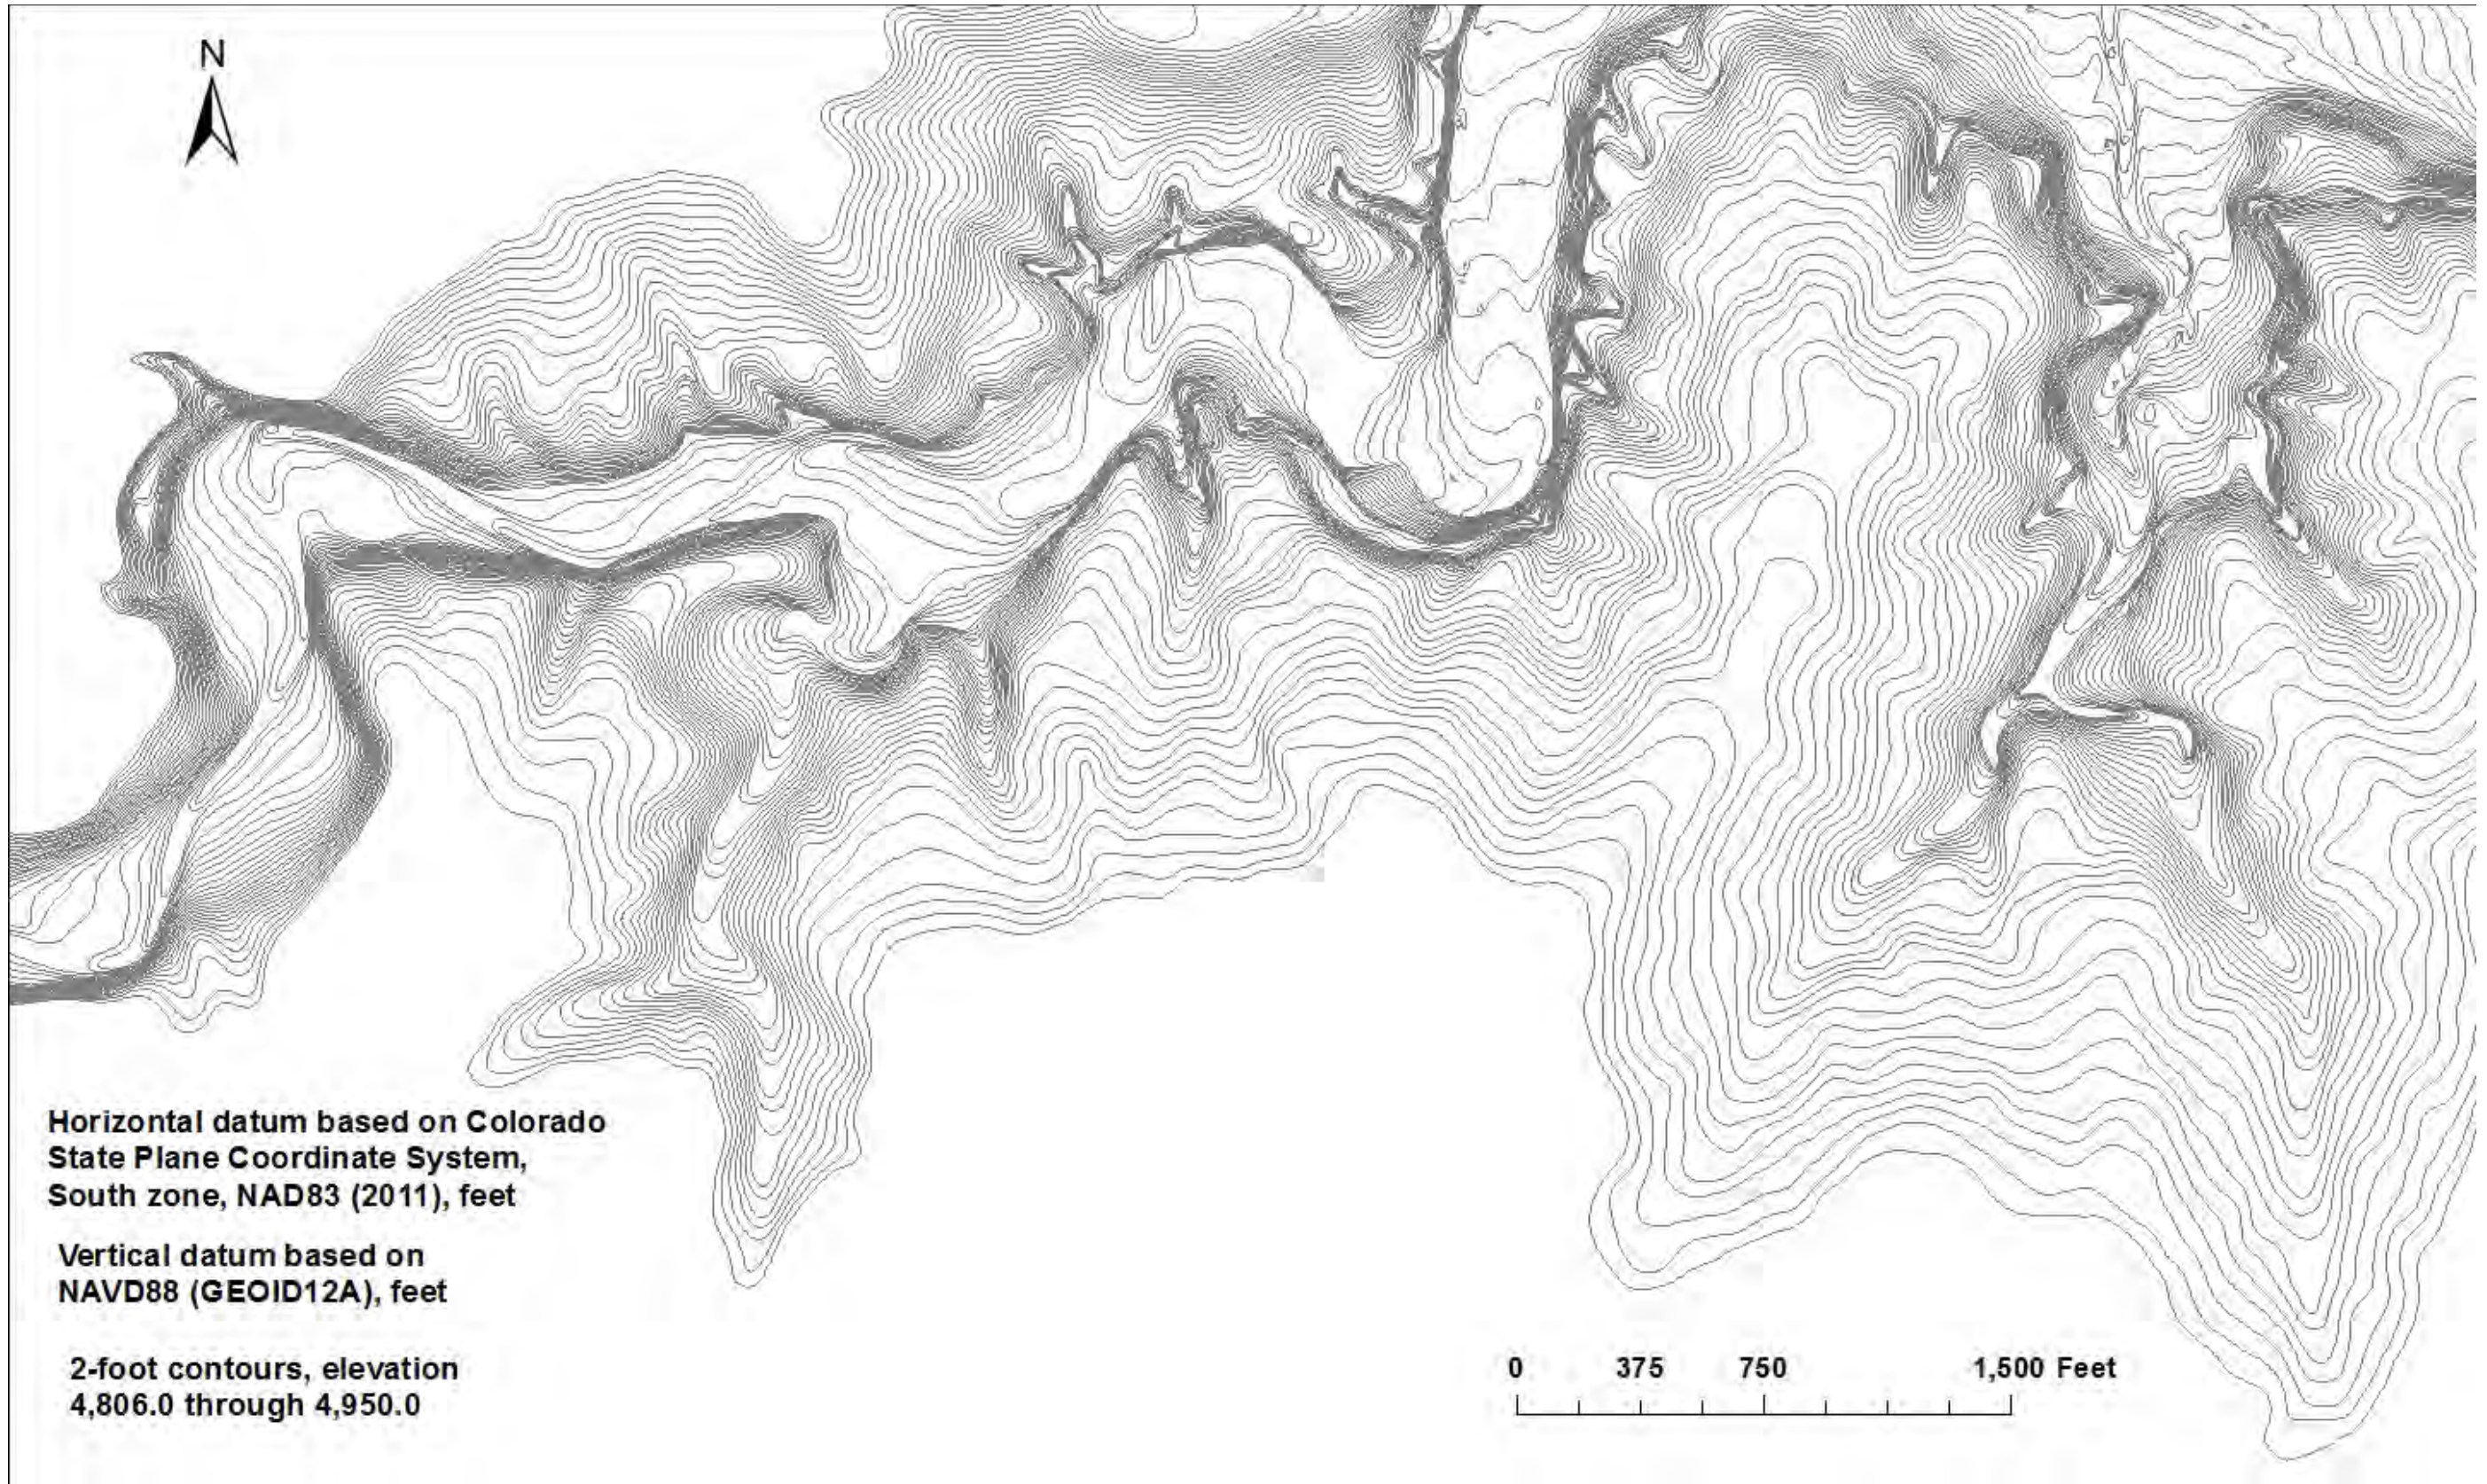 N
Horizontal datum based on Colorado
State Plane Coordinate System,
South zone, NAD83 (2011), feet
Vertical datum based on
NAVD88 (GEOID12A), feet
2-foot contours, elevation
4,806.0 through 4,950.0
0 375 750 1,500 Feet